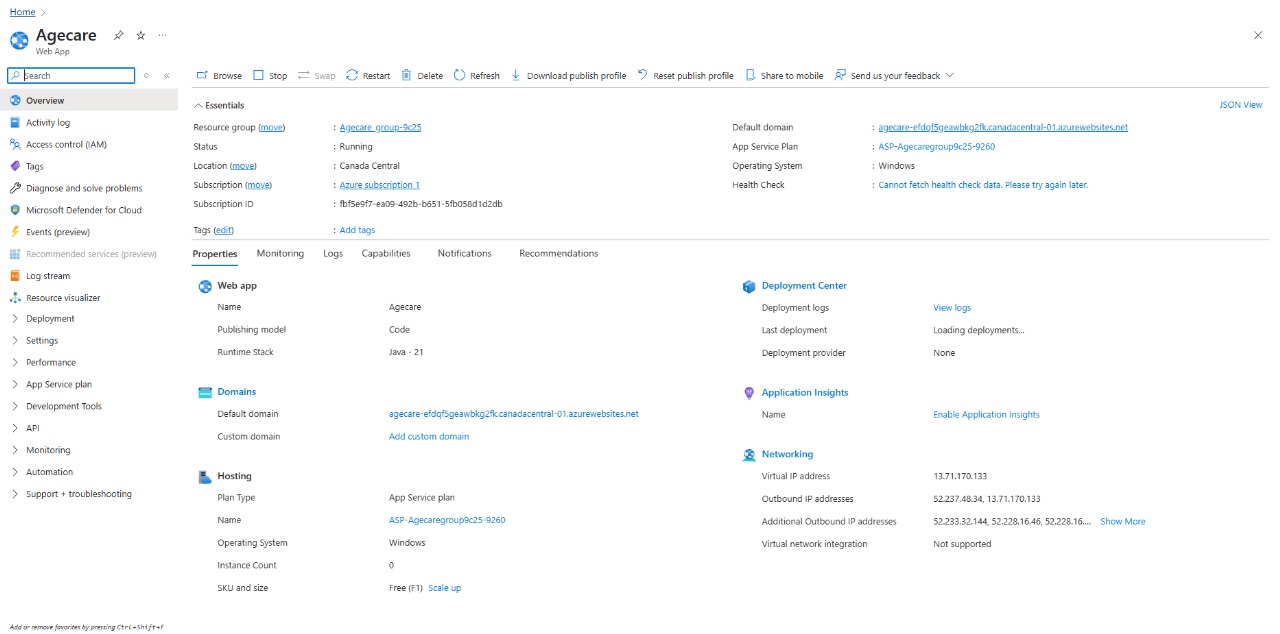 Home
Agecare
Web App
Search
Overview
Activity log
Access control (IAM)
Tags
Diagnose and solve problems
Microsoft Defender for Cloud
Events (preview)
Recommended services (preview)
Log stream
Resource visualizer
Deployment
Settings
Performance
App Service plan
Development Tools
API
Monitoring
Automation
Support + troubleshooting
Add or remove favorites by pressing Ctrl+Shift+F
Browse Stop Swap Restart Delete Refresh Download publish profile Reset publish profile Share to mobile Send us your feedback
Essentials JSON View
Resource group (move) : Agecare_group-9c25
Status : Running
Location (move) : Canada Central
Subscription (move) : Azure subscription 1
Subscription ID : fbf5e9f7-ea09-492b-b651-5fb058d1d2db
Default domain : agecare-efdqf5geawbkg2fk.canadacentral-01.azurewebsites.net
App Service Plan : ASP-Agecaregroup9c25-9260
Operating System : Windows
Health Check : Cannot fetch health check data. Please try again later.
Tags (edit) : Add tags
Properties Monitoring Logs Capabilities Notifications Recommendations
Web app
Name Agecare
Publishing model Code
Runtime Stack Java - 21
Domains
Default domain agecare-efdqf5geawbkg2fk.canadacentral-01.azurewebsites.net
Custom domain Add custom domain
Hosting
Plan Type App Service plan
Name ASP-Agecaregroup9c25-9260
Operating System Windows
Instance Count 0
SKU and size Free (F1) Scale up
Deployment Center
Deployment logs View logs
Last deployment Loading deployments...
Deployment provider None
Application Insights
Name Enable Application Insights
Networking
Virtual IP address 13.71.170.133
Outbound IP addresses 52.237.48.34, 13.71.170.133
Additional Outbound IP addresses 52.233.32.144, 52.228.16.46, 52.228.16.... Show More
Virtual network integration Not supported